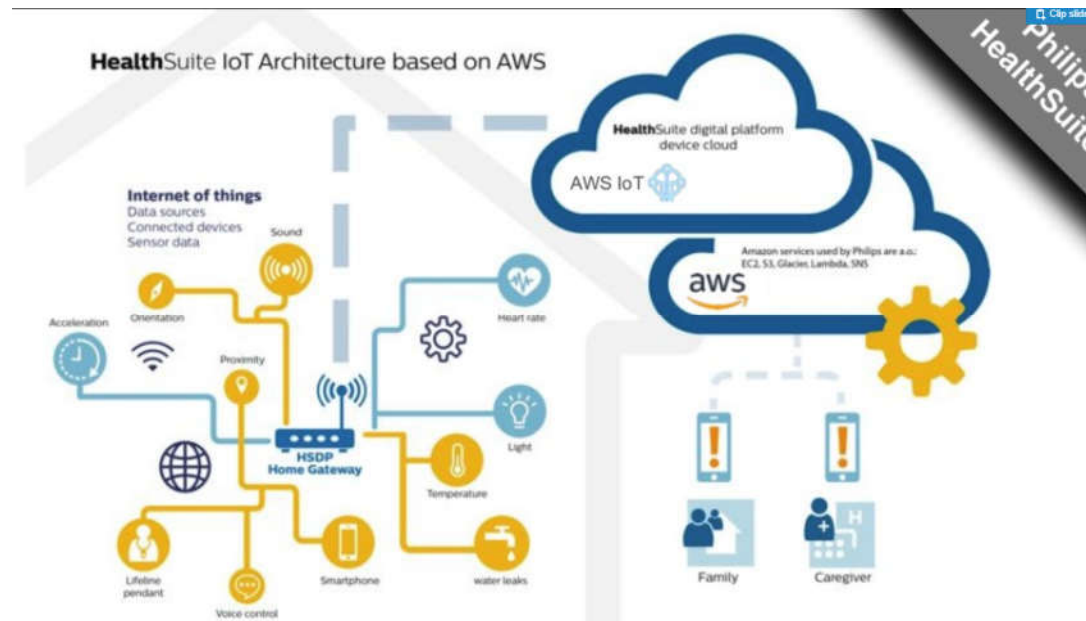 Clip slide
Philips
HealthSuite
HealthSuite IoT Architecture based on AWS
HealthSuite digital platform
device cloud
AWS IoT
Amazon services used by Philips are a.o.:
EC2, S3, Glacier, Lambda, SNS
aws
Internet of things
Data sources
Connected devices
Sensor data
Sound
Orientation
Acceleration
Proximity
Heart rate
Light
HSDP
Home Gateway
Temperature
Lifeline
pendant
Voice control
Smartphone
water leaks
H
Family
Caregiver